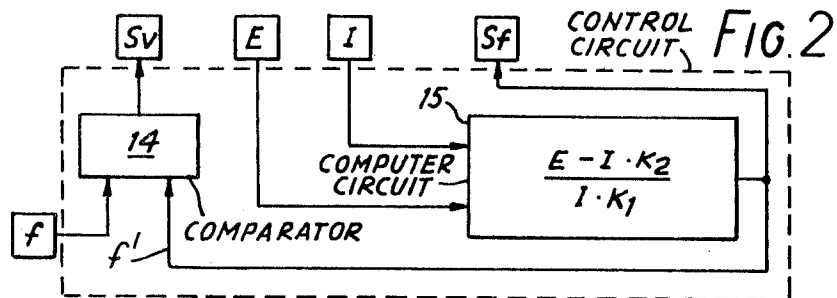 Sv
E
I
Sf
CONTROL
CIRCUIT
FIG. 2
15
14
COMPUTER
CIRCUIT
E - I · K₂
I · K₁
f
f'
COMPARATOR